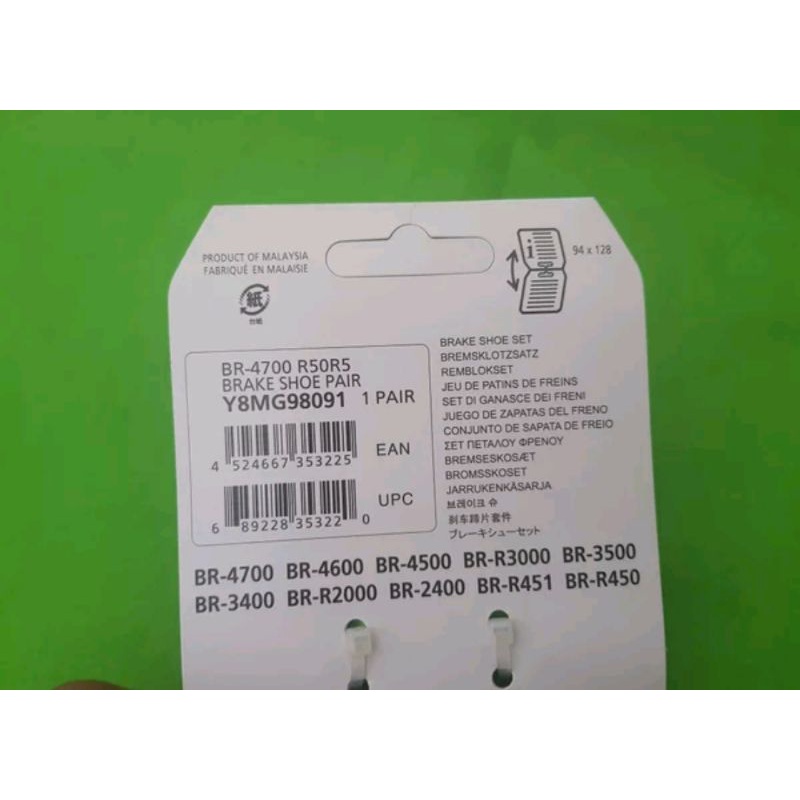 PRODUCT OF MALAYSIA
FABRIQUÉ EN MALAISIE
紙
台紙
i
94 x 128
BR-4700 R50R5
BRAKE SHOE PAIR
Y8MG98091 1 PAIR
4 524667 353225 EAN
6 89228 35322 0 UPC
BRAKE SHOE SET
BREMSKLOTZSATZ
REMBLOKSET
JEU DE PATINS DE FREINS
SET DI GANASCE DEI FRENI
JUEGO DE ZAPATAS DEL FRENO
CONJUNTO DE SAPATA DE FREIO
ΣΕΤ ΠΕΤΑΛΟΥ ΦΡΕΝΟΥ
BREMSESKOSÆT
BROMSSKOSET
JARRUKENKÄSARJA
브레이크 슈
刹车蹄片套件
ブレーキシューセット
BR-4700 BR-4600 BR-4500 BR-R3000 BR-3500
BR-3400 BR-R2000 BR-2400 BR-R451 BR-R450